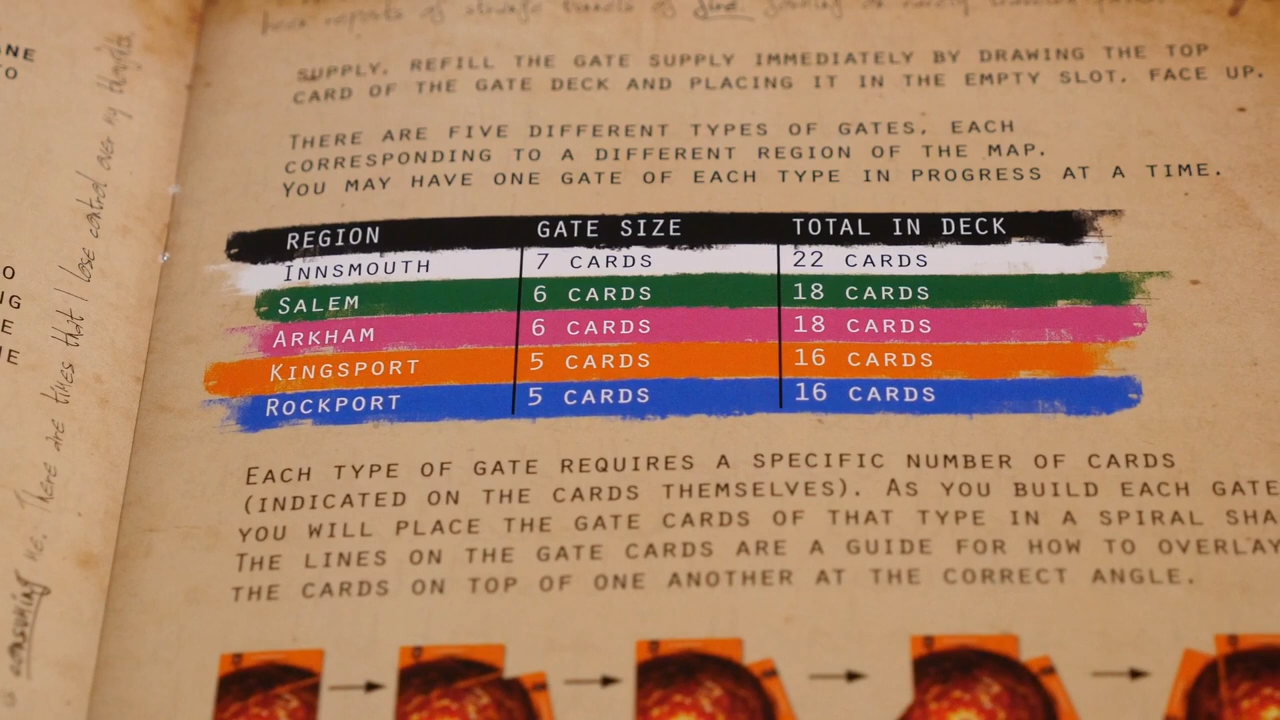 SUPPLY, REFILL THE GATE SUPPLY IMMEDIATELY BY DRAWING THE TOP
CARD OF THE GATE DECK AND PLACING IT IN THE EMPTY SLOT, FACE UP.
THERE ARE FIVE DIFFERENT TYPES OF GATES, EACH
CORRESPONDING TO A DIFFERENT REGION OF THE MAP.
YOU MAY HAVE ONE GATE OF EACH TYPE IN PROGRESS AT A TIME.
REGION GATE SIZE TOTAL IN DECK
INNSMOUTH 7 CARDS 22 CARDS
SALEM 6 CARDS 18 CARDS
ARKHAM 6 CARDS 18 CARDS
KINGSPORT 5 CARDS 16 CARDS
ROCKPORT 5 CARDS 16 CARDS
EACH TYPE OF GATE REQUIRES A SPECIFIC NUMBER OF CARDS
(INDICATED ON THE CARDS THEMSELVES). AS YOU BUILD EACH GATE
YOU WILL PLACE THE GATE CARDS OF THAT TYPE IN A SPIRAL SHA
THE LINES ON THE GATE CARDS ARE A GUIDE FOR HOW TO OVERLAY
THE CARDS ON TOP OF ONE ANOTHER AT THE CORRECT ANGLE.
consuming me. There are times that I lose control over my thoughts.